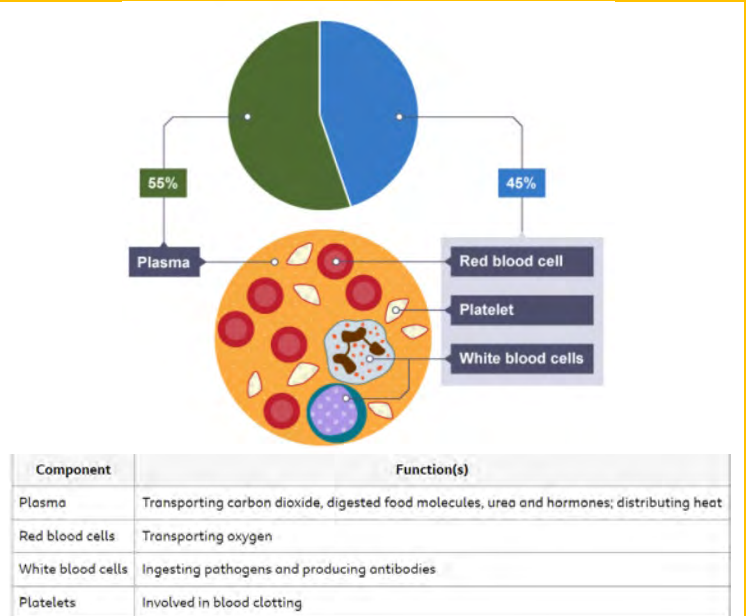 55%
45%
Plasma
Red blood cell
Platelet
White blood cells
Component Function(s)
Plasma Transporting carbon dioxide, digested food molecules, urea and hormones; distributing heat
Red blood cells Transporting oxygen
White blood cells Ingesting pathogens and producing antibodies
Platelets Involved in blood clotting